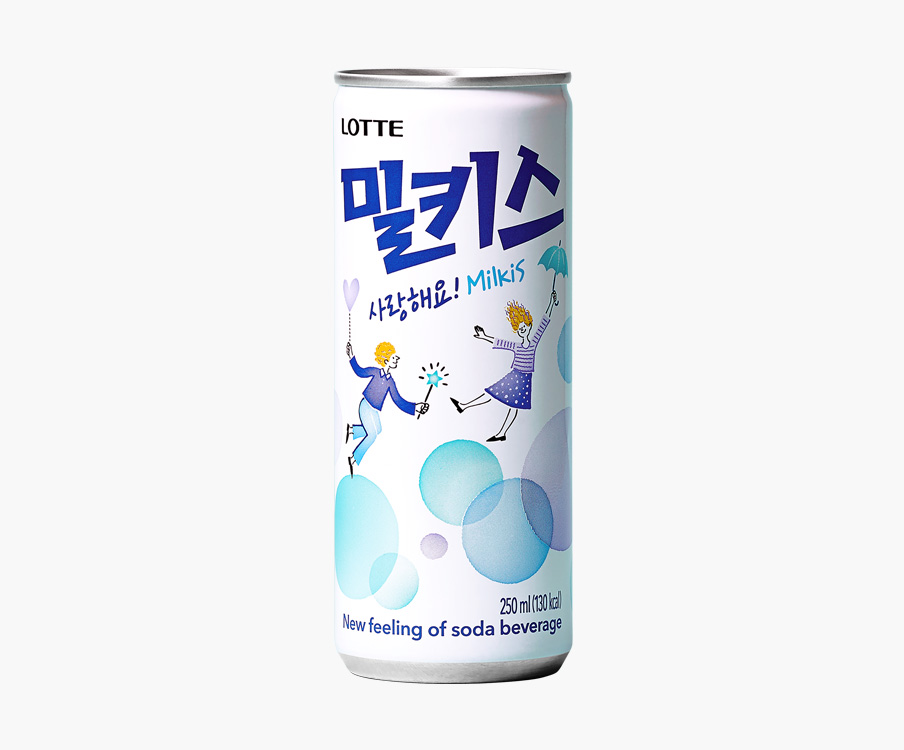 LOTTE
밀키스
사랑해요! Milkis
250 ml (130 kcal)
New feeling of soda beverage